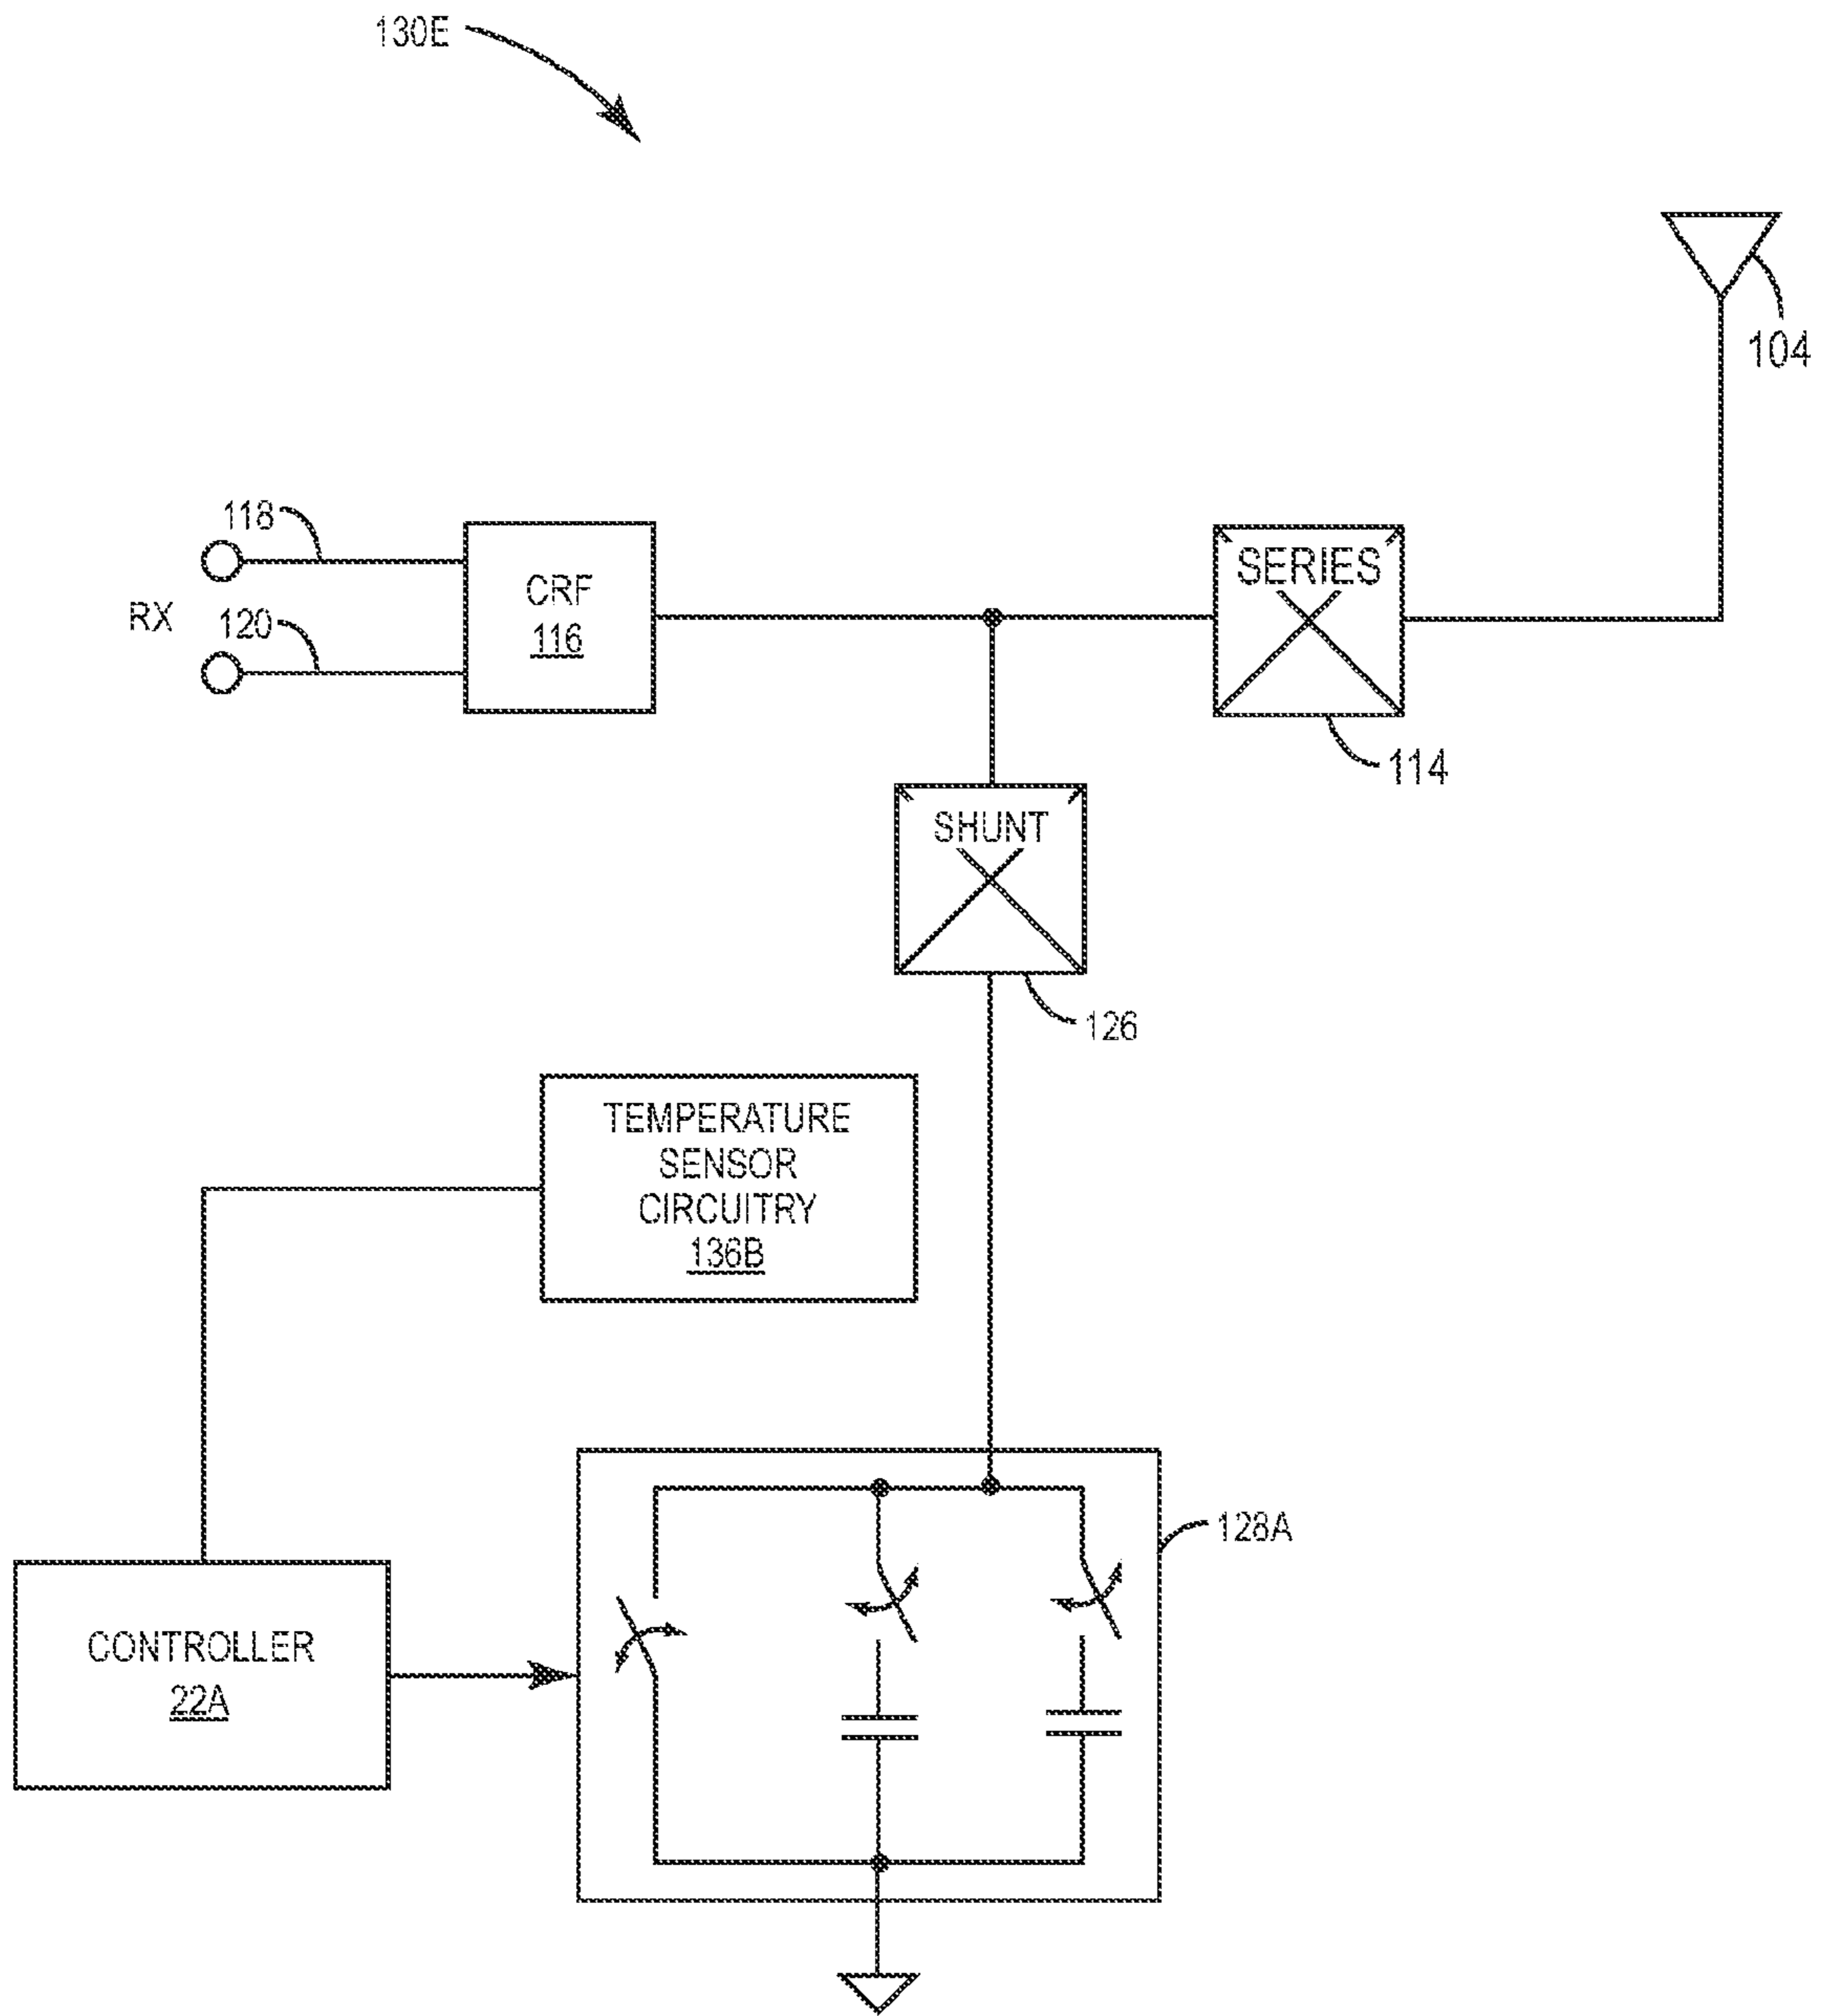 130E
104
118
CRF
116
SERIES
RX
120
114
SHUNT
126
TEMPERATURE
SENSOR
CIRCUITRY
136B
128A
CONTROLLER
22A